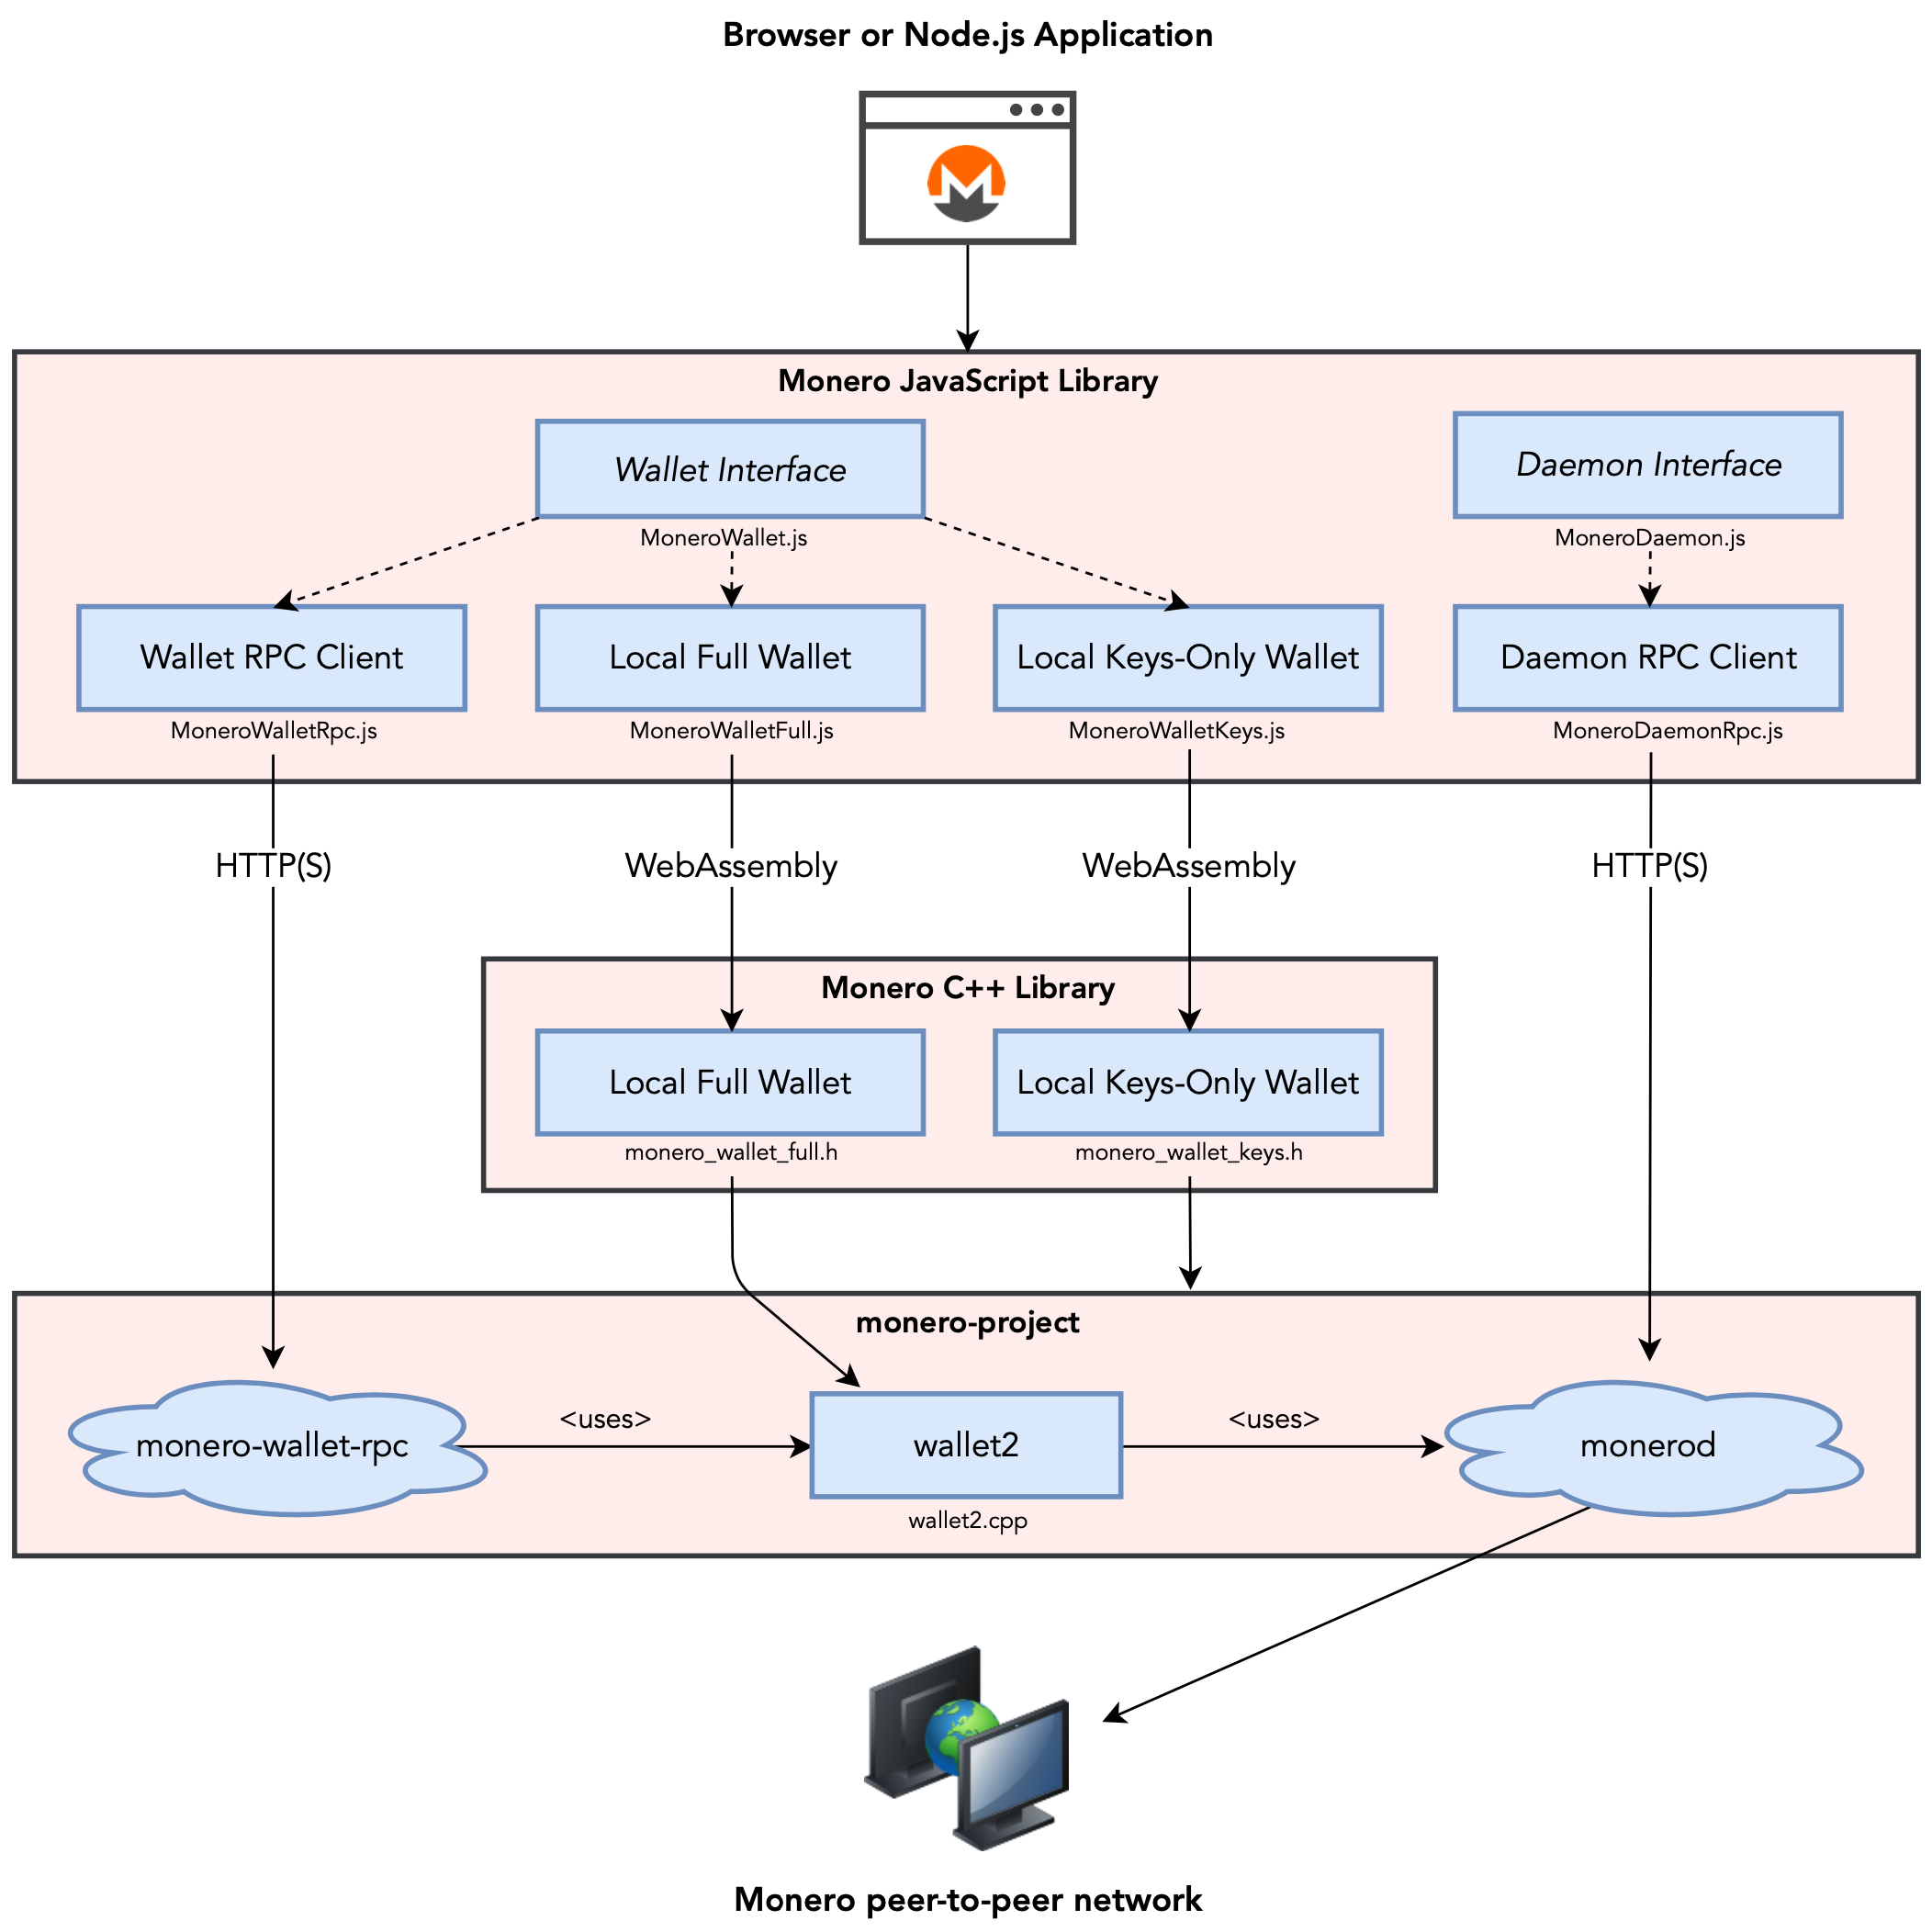 Browser or Node.js Application
Monero JavaScript Library
Wallet Interface
MoneroWallet.js
Daemon Interface
MoneroDaemon.js
Wallet RPC Client
MoneroWalletRpc.js
Local Full Wallet
MoneroWalletFull.js
Local Keys-Only Wallet
MoneroWalletKeys.js
Daemon RPC Client
MoneroDaemonRpc.js
HTTP(S)
WebAssembly
WebAssembly
HTTP(S)
Monero C++ Library
Local Full Wallet
monero_wallet_full.h
Local Keys-Only Wallet
monero_wallet_keys.h
monero-project
monero-wallet-rpc
<uses>
wallet2
wallet2.cpp
<uses>
monerod
Monero peer-to-peer network